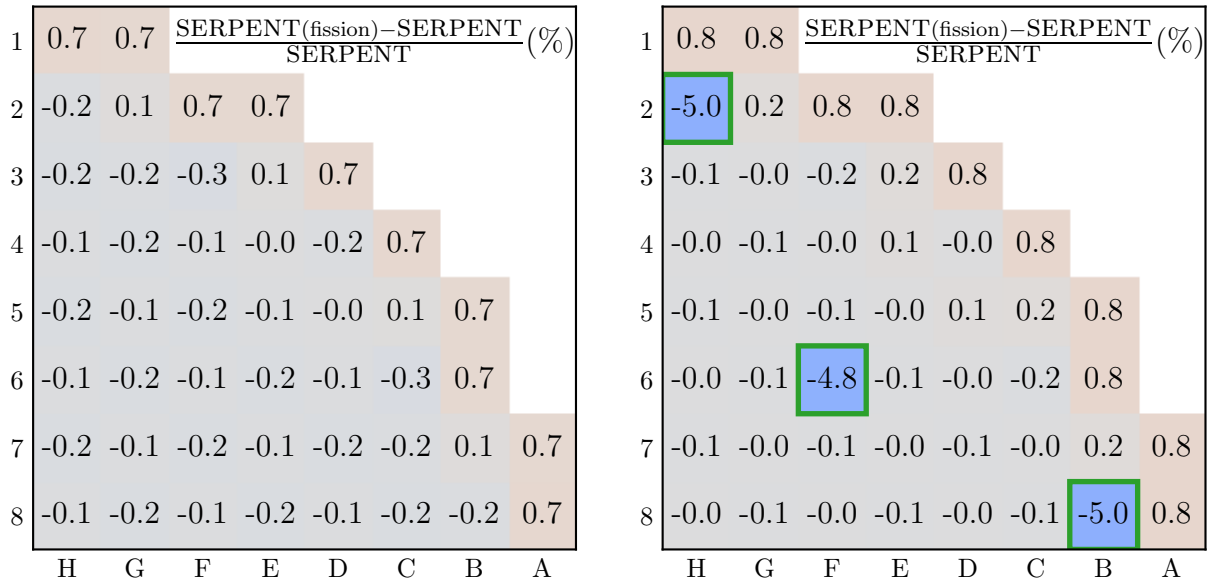 1 0.7 0.7 SERPENT(fission)−SERPENT / SERPENT (%)
2 -0.2 0.1 0.7 0.7
3 -0.2 -0.2 -0.3 0.1 0.7
4 -0.1 -0.2 -0.1 -0.0 -0.2 0.7
5 -0.2 -0.1 -0.2 -0.1 -0.0 0.1 0.7
6 -0.1 -0.2 -0.1 -0.2 -0.1 -0.3 0.7
7 -0.2 -0.1 -0.2 -0.1 -0.2 -0.2 0.1 0.7
8 -0.1 -0.2 -0.1 -0.2 -0.1 -0.2 -0.2 0.7
H G F E D C B A
1 0.8 0.8 SERPENT(fission)−SERPENT / SERPENT (%)
2 -5.0 0.2 0.8 0.8
3 -0.1 -0.0 -0.2 0.2 0.8
4 -0.0 -0.1 -0.0 0.1 -0.0 0.8
5 -0.1 -0.0 -0.1 -0.0 0.1 0.2 0.8
6 -0.0 -0.1 -4.8 -0.1 -0.0 -0.2 0.8
7 -0.1 -0.0 -0.1 -0.0 -0.1 -0.0 0.2 0.8
8 -0.0 -0.1 -0.0 -0.1 -0.0 -0.1 -5.0 0.8
H G F E D C B A